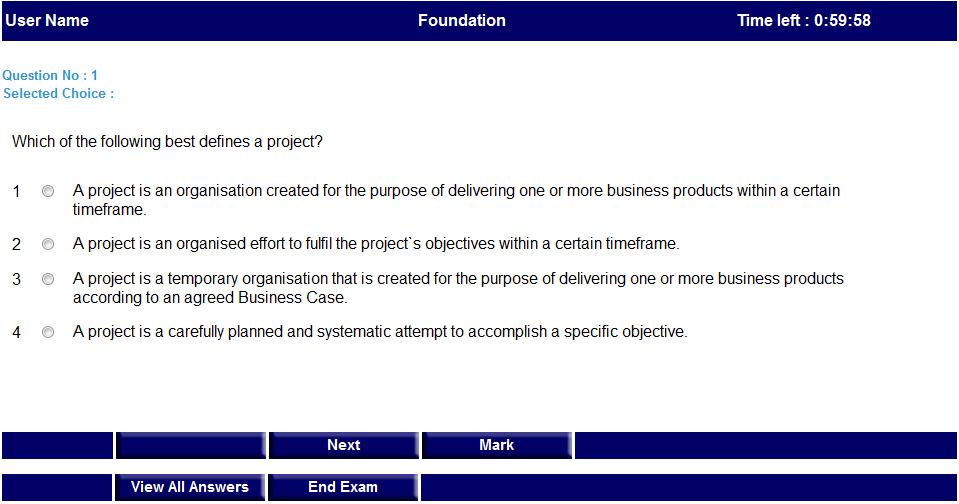 User Name Foundation Time left : 0:59:58
Question No : 1
Selected Choice :
Which of the following best defines a project?
1 A project is an organisation created for the purpose of delivering one or more business products within a certain
timeframe.
2 A project is an organised effort to fulfil the project`s objectives within a certain timeframe.
3 A project is a temporary organisation that is created for the purpose of delivering one or more business products
according to an agreed Business Case.
4 A project is a carefully planned and systematic attempt to accomplish a specific objective.
Next Mark
View All Answers End Exam